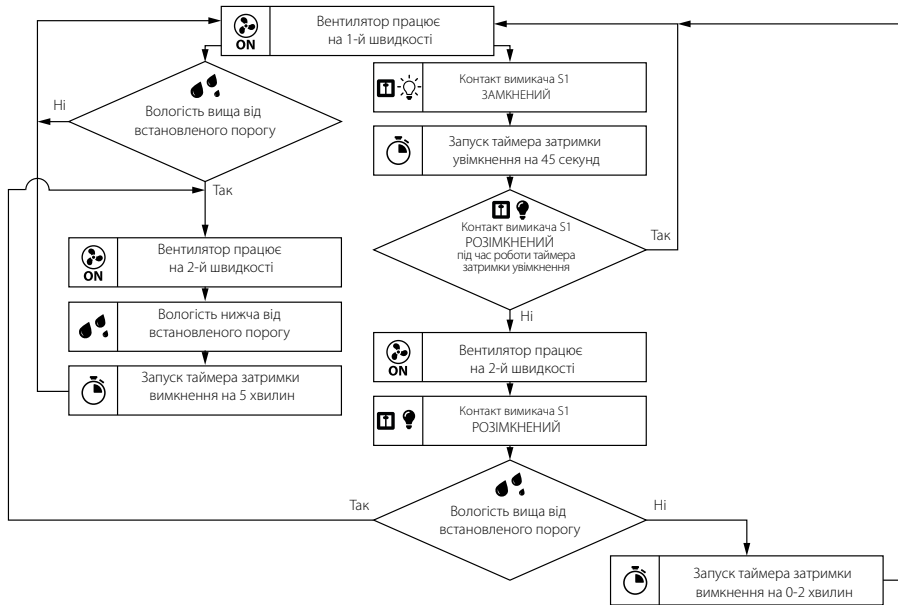 ON
Вентилятор працює
на 1-й швидкості
Ні
Вологість вища від
встановленого порогу
Так
ON
Вентилятор працює
на 2-й швидкості
Вологість нижча від
встановленого порогу
Запуск таймера затримки
вимкнення на 5 хвилин
Контакт вимикача S1
ЗАМКНЕНИЙ
Запуск таймера затримки
увімкнення на 45 секунд
Контакт вимикача S1
РОЗІМКНЕНИЙ
під час роботи таймера
затримки увімкнення
Так
Ні
ON
Вентилятор працює
на 2-й швидкості
Контакт вимикача S1
РОЗІМКНЕНИЙ
Так
Вологість вища від
встановленого порогу
Ні
Запуск таймера затримки
вимкнення на 0-2 хвилин